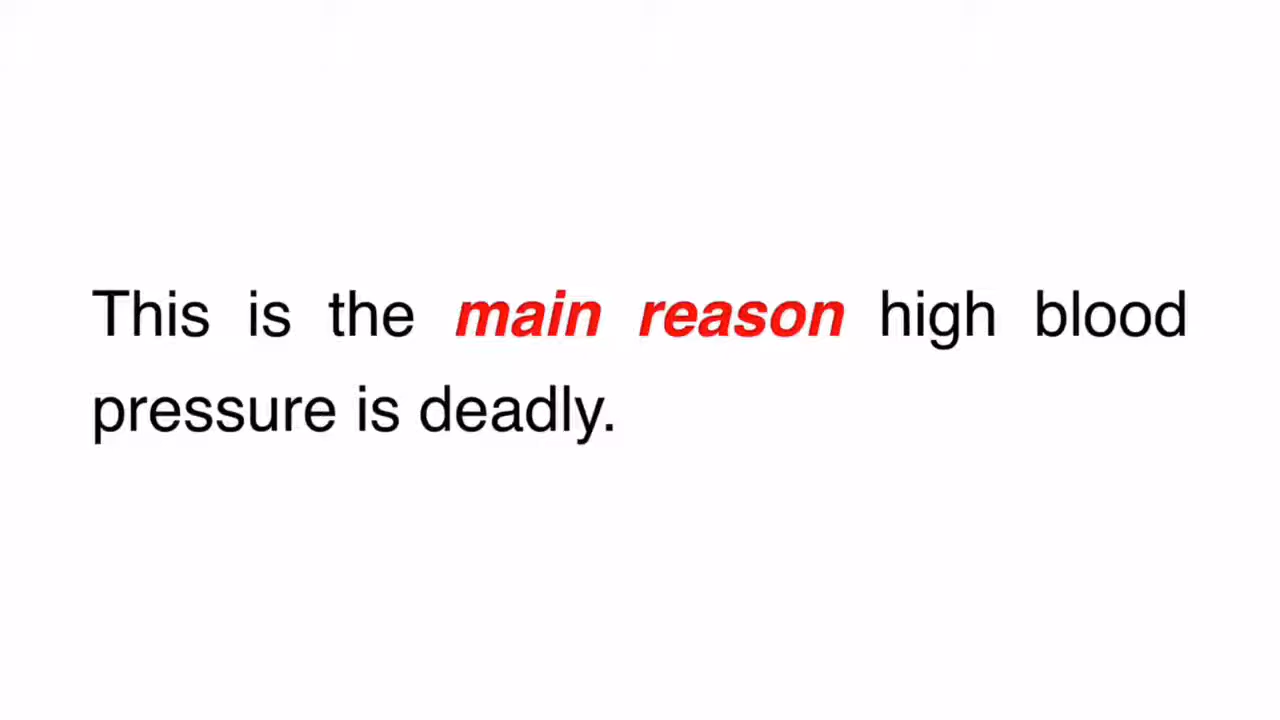 This is the main reason high blood
pressure is deadly.